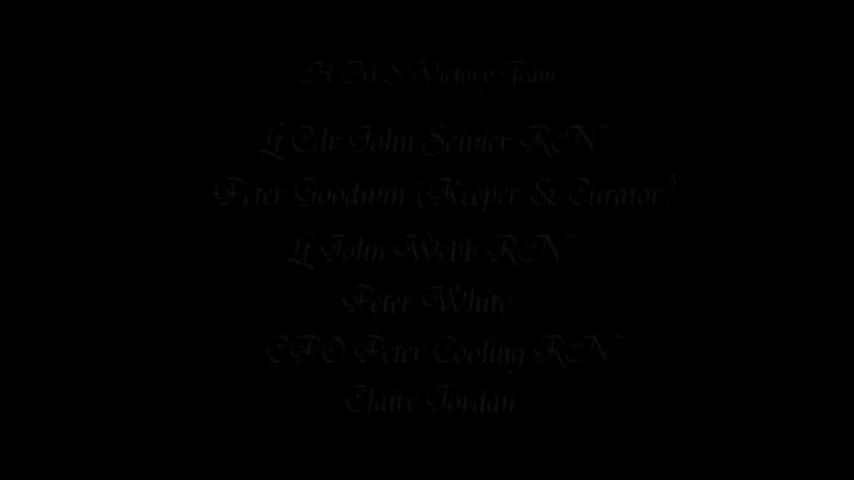 H.M.S Victory Team
Lt Cdr John Scivier RN
Peter Goodwin (Keeper & Curator)
Lt John Webb RN
Peter White
CPO Peter Cooling RN
Claire Jordan